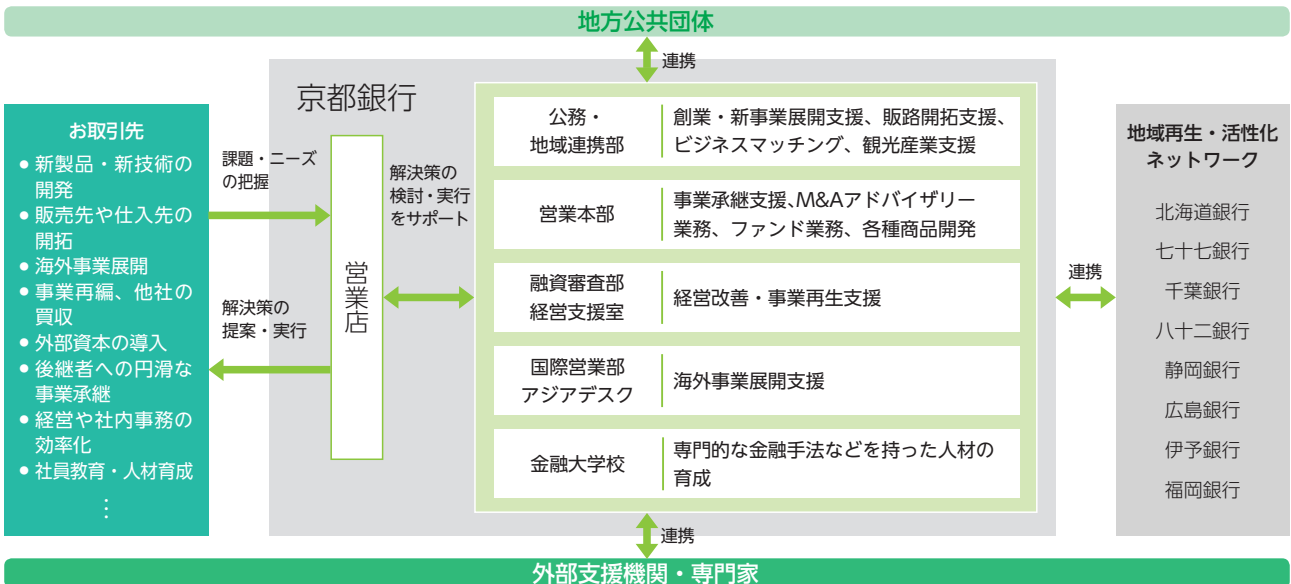 地方公共団体
連携
京都銀行
お取引先
● 新製品・新技術の
開発
● 販売先や仕入先の
開拓
● 海外事業展開
● 事業再編、他社の
買収
● 外部資本の導入
● 後継者への円滑な
事業承継
● 経営や社内事務の
効率化
● 社員教育・人材育成
⋮
課題・ニーズ
の把握
解決策の
提案・実行
営業店
解決策の
検討・実行
をサポート
公務・
地域連携部
創業・新事業展開支援、販路開拓支援、
ビジネスマッチング、観光産業支援
営業本部
事業承継支援、M&Aアドバイザリー
業務、ファンド業務、各種商品開発
融資審査部
経営支援室
経営改善・事業再生支援
国際営業部
アジアデスク
海外事業展開支援
金融大学校
専門的な金融手法などを持った人材の
育成
連携
地域再生・活性化
ネットワーク
北海道銀行
七十七銀行
千葉銀行
八十二銀行
静岡銀行
広島銀行
伊予銀行
福岡銀行
連携
外部支援機関・専門家